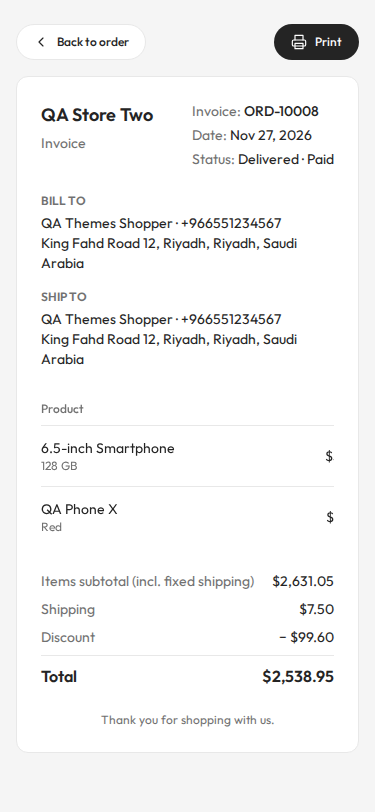 Back to order
Print
QA Store Two
Invoice
Invoice: ORD-10008
Date: Nov 27, 2026
Status: Delivered · Paid
BILL TO
QA Themes Shopper · +966551234567
King Fahd Road 12, Riyadh, Riyadh, Saudi
Arabia
SHIP TO
QA Themes Shopper · +966551234567
King Fahd Road 12, Riyadh, Riyadh, Saudi
Arabia
Product
6.5-inch Smartphone
128 GB
$
QA Phone X
Red
$
Items subtotal (incl. fixed shipping) $2,631.05
Shipping $7.50
Discount − $99.60
Total $2,538.95
Thank you for shopping with us.